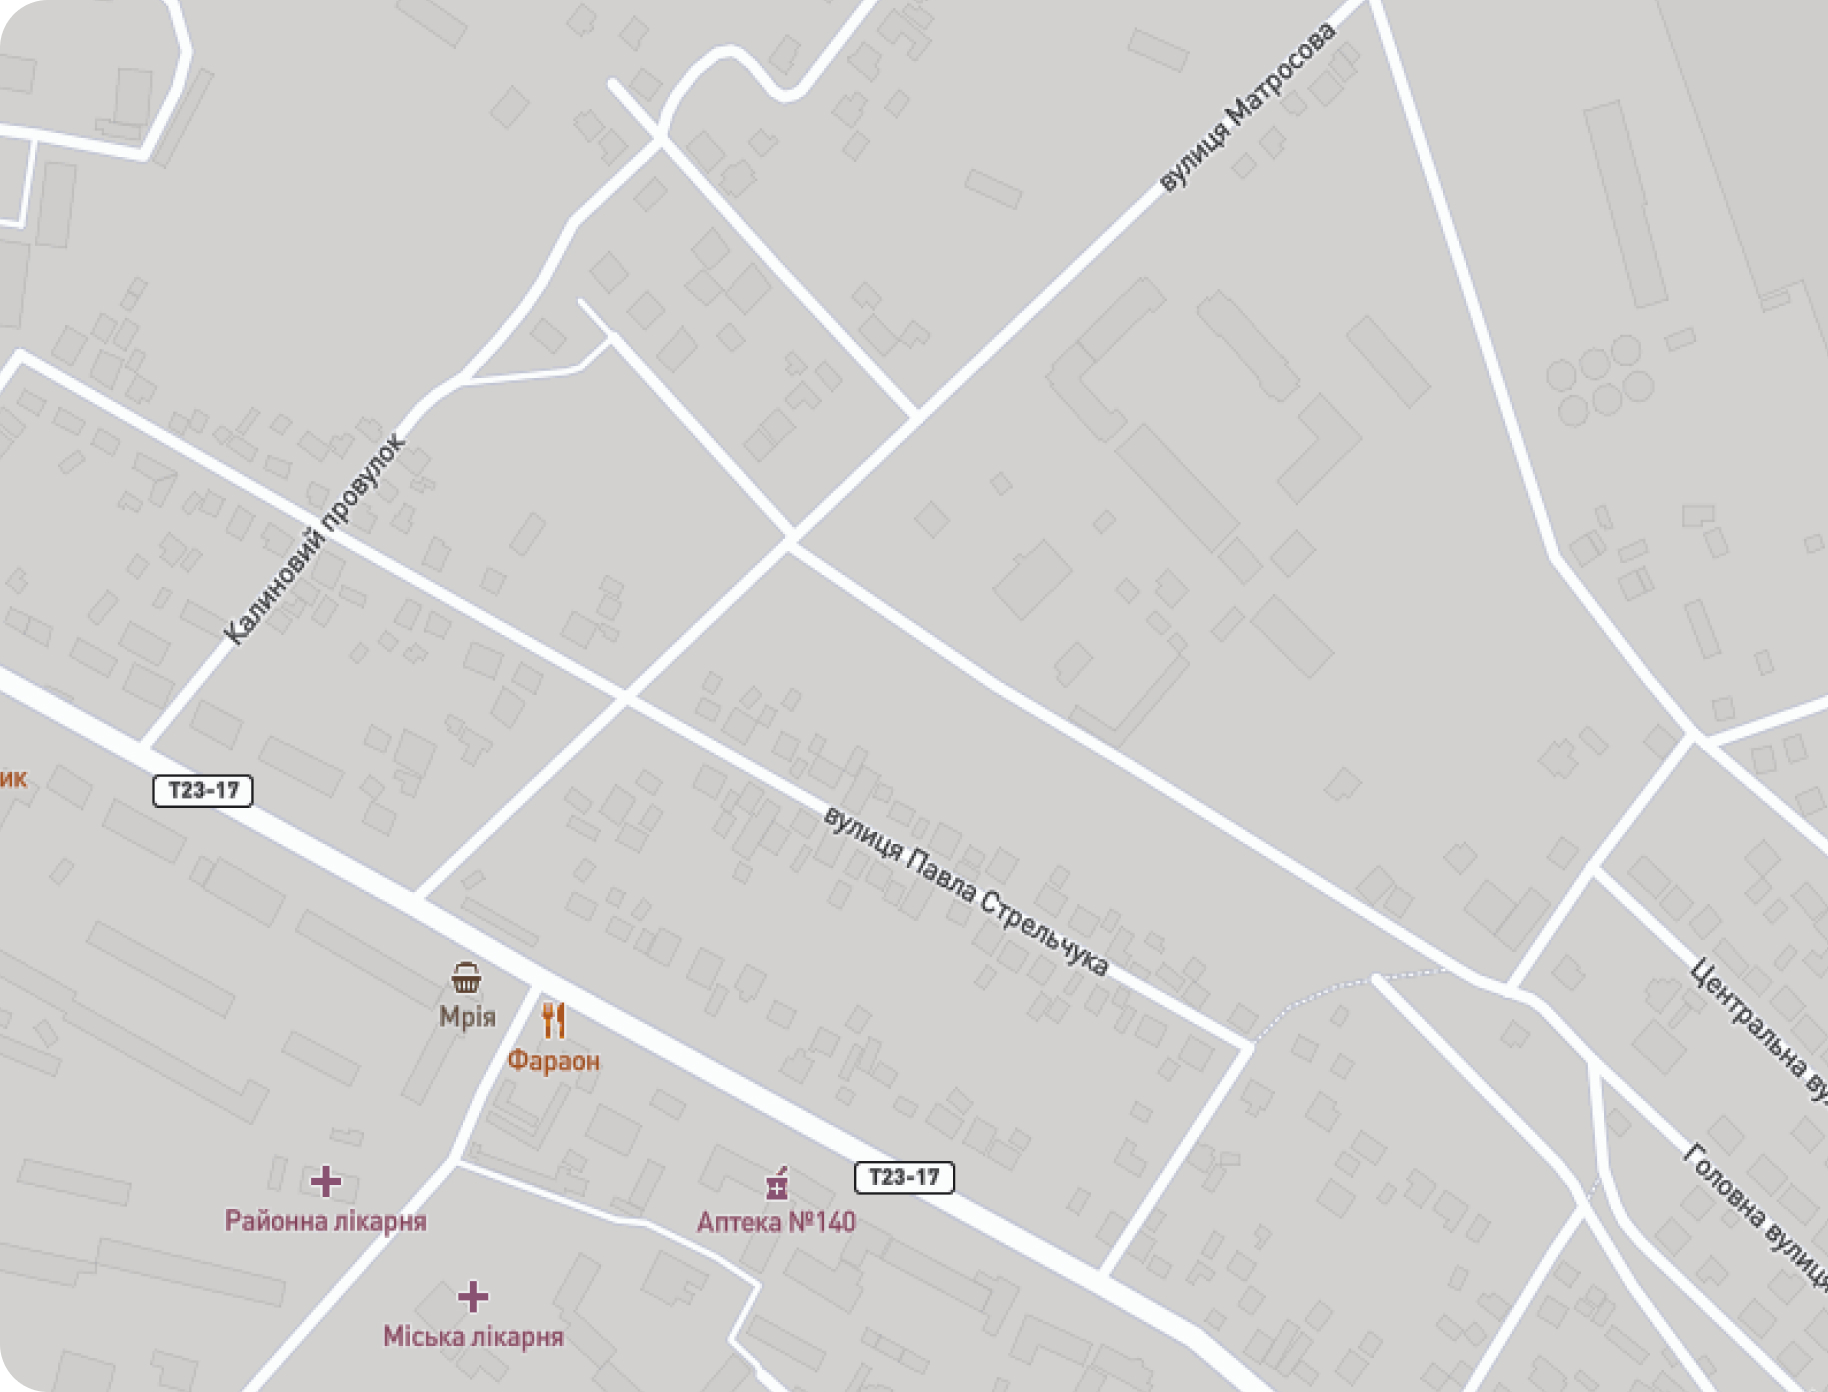 вулиця Матросова
Калиновий провулок
ик
Т23-17
вулиця Павла Стрельчука
Центральна ву
Мрія
Фараон
Головна вулиця
Т23-17
Районна лікарня
Аптека №140
Міська лікарня